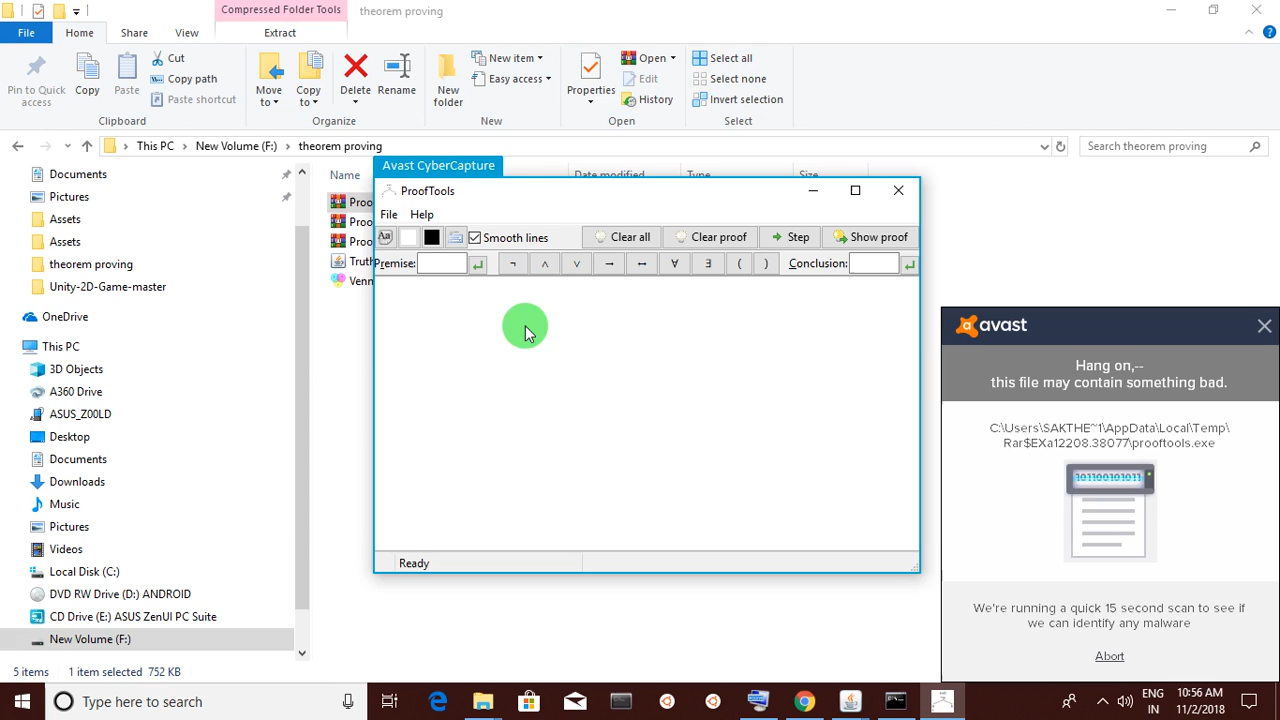 Compressed Folder Tools
theorem proving
File
Home
Share
View
Extract
Pin to Quick access
Copy
Paste
Cut
Copy path
Paste shortcut
Move to
Copy to
Delete
Rename
New folder
New item
Easy access
Properties
Open
Edit
History
Select all
Select none
Invert selection
Clipboard
Organize
New
Open
Select
This PC > New Volume (F:) > theorem proving
Search theorem proving
Documents
Pictures
Assets
Assets
theorem proving
Unity-2D-Game-master
OneDrive
This PC
3D Objects
A360 Drive
ASUS_Z00LD
Desktop
Documents
Downloads
Music
Pictures
Videos
Local Disk (C:)
DVD RW Drive (D:) ANDROID
CD Drive (E:) ASUS ZenUI PC Suite
New Volume (F:)
5 items 1 item selected 752 KB
Name
Date modified
Type
Size
Proo
Proo
Proo
Truth
Venn
Avast CyberCapture
ProofTools
File Help
Aa
Smooth lines
Clear all
Clear proof
Step
Show proof
Premise:
¬ ∧ ∨ → ↔ ∀ ∃ ( )
Conclusion:
Ready
avast
Hang on,--
this file may contain something bad.
C:\Users\SAKTHE~1\AppData\Local\Temp\
Rar$EXa12208.38077\prooftools.exe
101100101011
We're running a quick 15 second scan to see if
we can identify any malware
Abort
Type here to search
ENG
IN
10:56 AM
11/2/2018